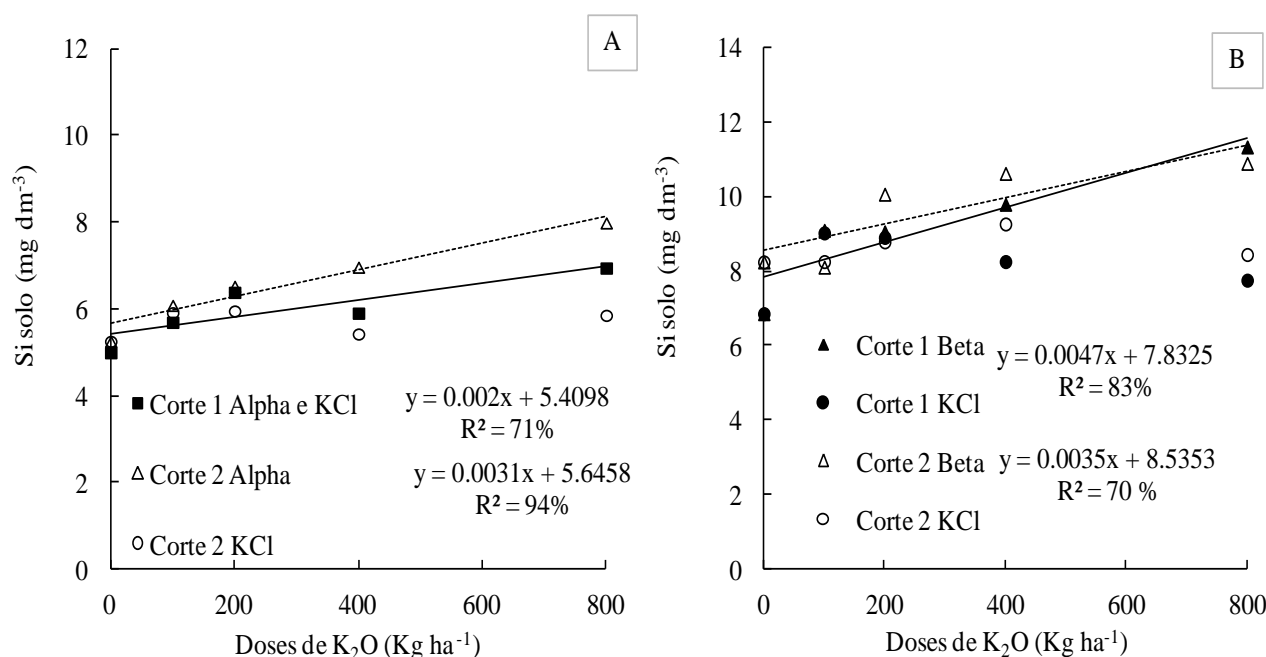 A
12
10
8
6
4
2
0
Si solo (mg dm-3)
Corte 1 Alpha e KCl
y = 0.002x + 5.4098
R² = 71%
Corte 2 Alpha
y = 0.0031x + 5.6458
R² = 94%
Corte 2 KCl
0 200 400 600 800
Doses de K2O (Kg ha-1)
B
14
12
10
8
6
4
2
0
Si solo (mg dm-3)
Corte 1 Beta
y = 0.0047x + 7.8325
R² = 83%
Corte 1 KCl
Corte 2 Beta
y = 0.0035x + 8.5353
R² = 70 %
Corte 2 KCl
0 200 400 600 800
Doses de K2O (Kg ha-1)